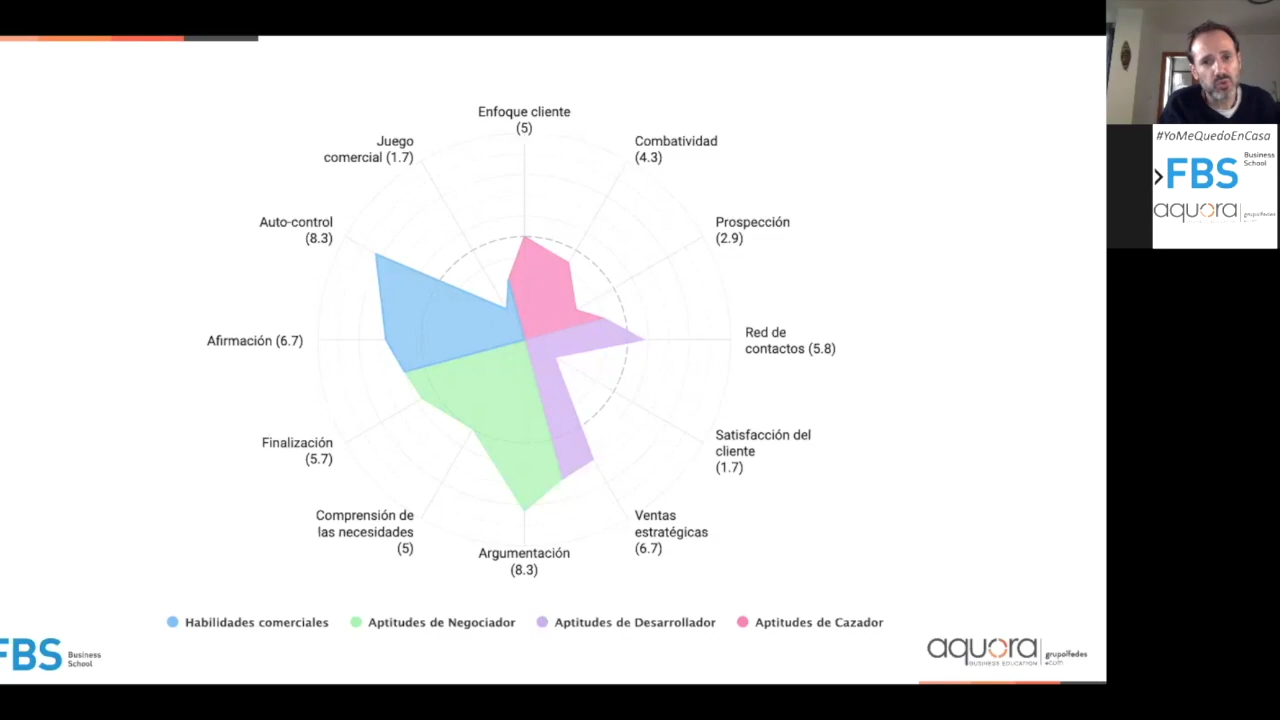 Enfoque cliente
(5)
Juego
comercial (1.7)
Combatividad
(4.3)
Auto-control
(8.3)
Prospección
(2.9)
Afirmación (6.7)
Red de
contactos (5.8)
Finalización
(5.7)
Satisfacción del
cliente
(1.7)
Comprensión de
las necesidades
(5)
Argumentación
(8.3)
Ventas
estratégicas
(6.7)
Habilidades comerciales
Aptitudes de Negociador
Aptitudes de Desarrollador
Aptitudes de Cazador
FBS Business
School
aquora
BUSINESS EDUCATION
grupoifedes
.com
#YoMeQuedoEnCasa
FBS Business
School
aquora grupoifedes